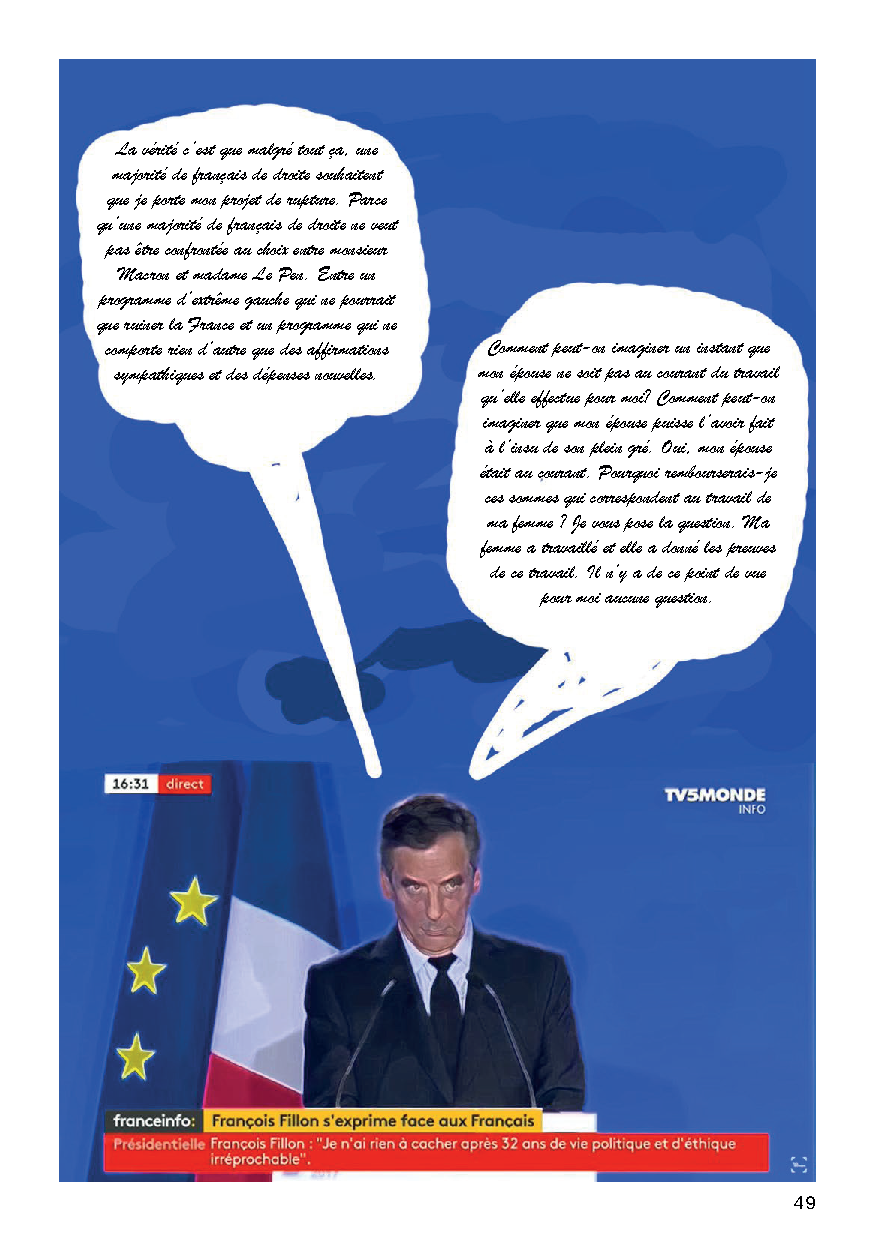 La vérité c'est que malgré tout ça, une
majorité de français de droite souhaitent
que je porte mon projet de rupture. Parce
qu'une majorité de français de droite ne veut
pas être confrontée au choix entre monsieur
Macron et madame Le Pen. Entre un
programme d'extrême gauche qui ne pourrait
que ruiner la France et un programme qui ne
comporte rien d'autre que des affirmations
sympathiques et des dépenses nouvelles.
Comment peut-on imaginer un instant que
mon épouse ne soit pas au courant du travail
qu'elle effectue pour moi? Comment peut-on
imaginer que mon épouse puisse l'avoir fait
à l'insu de son plein gré. Oui, mon épouse
était au çourant. Pourquoi rembourserais-je
ces sommes qui correspondent au travail de
ma femme ? Je vous pose la question. Ma
femme a travaillé et elle a donné les preuves
de ce travail. Il n'y a de ce point de vue
pour moi aucune question.
16:31 direct
TV5MONDE
INFO
franceinfo: François Fillon s'exprime face aux Français
Présidentielle François Fillon : "Je n'ai rien à cacher après 32 ans de vie politique et d'éthique
irréprochable".
2017
49